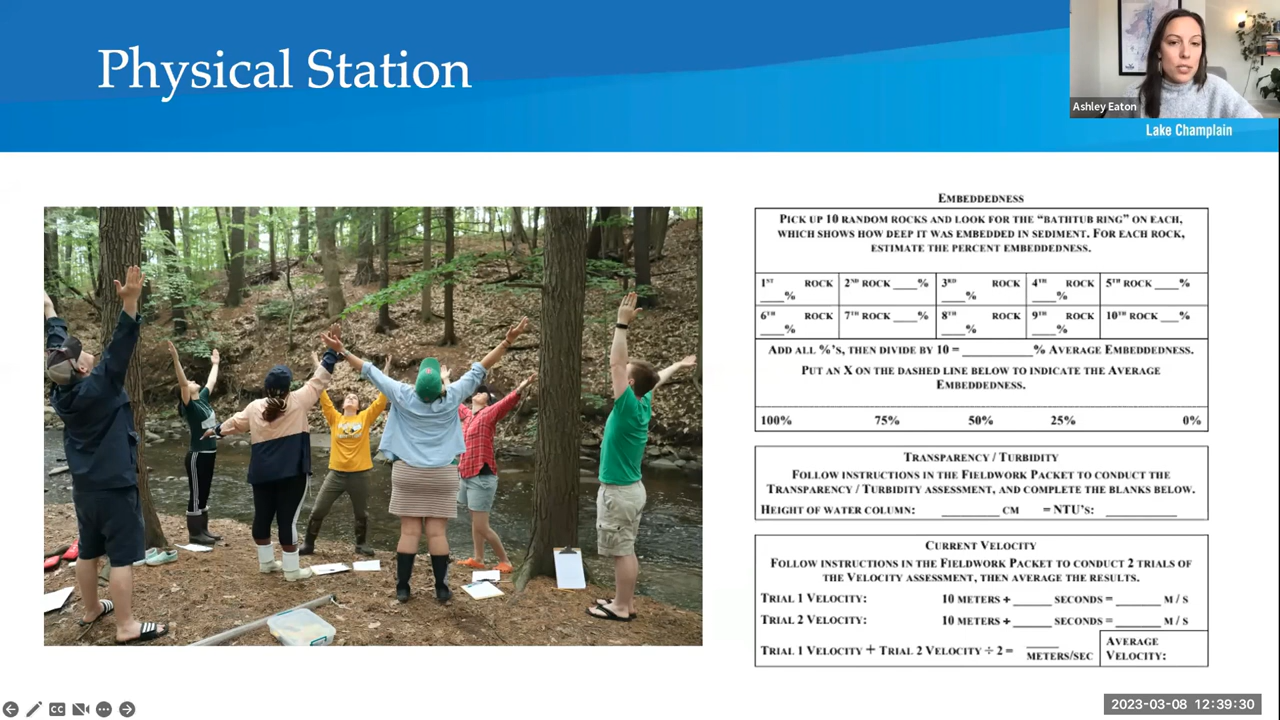 Physical Station
Ashley Eaton
Lake Champlain
EMBEDDEDNESS
PICK UP 10 RANDOM ROCKS AND LOOK FOR THE “BATHTUB RING” ON EACH,
WHICH SHOWS HOW DEEP IT WAS EMBEDDED IN SEDIMENT. FOR EACH ROCK,
ESTIMATE THE PERCENT EMBEDDEDNESS.
1ST ROCK ____% 2ND ROCK ____% 3RD ROCK ____% 4TH ROCK ____% 5TH ROCK ____%
6TH ROCK ____% 7TH ROCK ____% 8TH ROCK ____% 9TH ROCK ____% 10TH ROCK ___%
ADD ALL %'S, THEN DIVIDE BY 10 = __________% AVERAGE EMBEDDEDNESS.
PUT AN X ON THE DASHED LINE BELOW TO INDICATE THE AVERAGE
EMBEDDEDNESS.
100% 75% 50% 25% 0%
TRANSPARENCY / TURBIDITY
FOLLOW INSTRUCTIONS IN THE FIELDWORK PACKET TO CONDUCT THE
TRANSPARENCY / TURBIDITY ASSESSMENT, AND COMPLETE THE BLANKS BELOW.
HEIGHT OF WATER COLUMN: ________ CM = NTU'S: __________
CURRENT VELOCITY
FOLLOW INSTRUCTIONS IN THE FIELDWORK PACKET TO CONDUCT 2 TRIALS OF
THE VELOCITY ASSESSMENT, THEN AVERAGE THE RESULTS.
TRIAL 1 VELOCITY: 10 METERS ÷ _____ SECONDS = ______ M / S
TRIAL 2 VELOCITY: 10 METERS ÷ _____ SECONDS = ______ M / S
TRIAL 1 VELOCITY + TRIAL 2 VELOCITY ÷ 2 = ____ METERS/SEC
AVERAGE
VELOCITY:
CC
2023-03-08 12:39:30